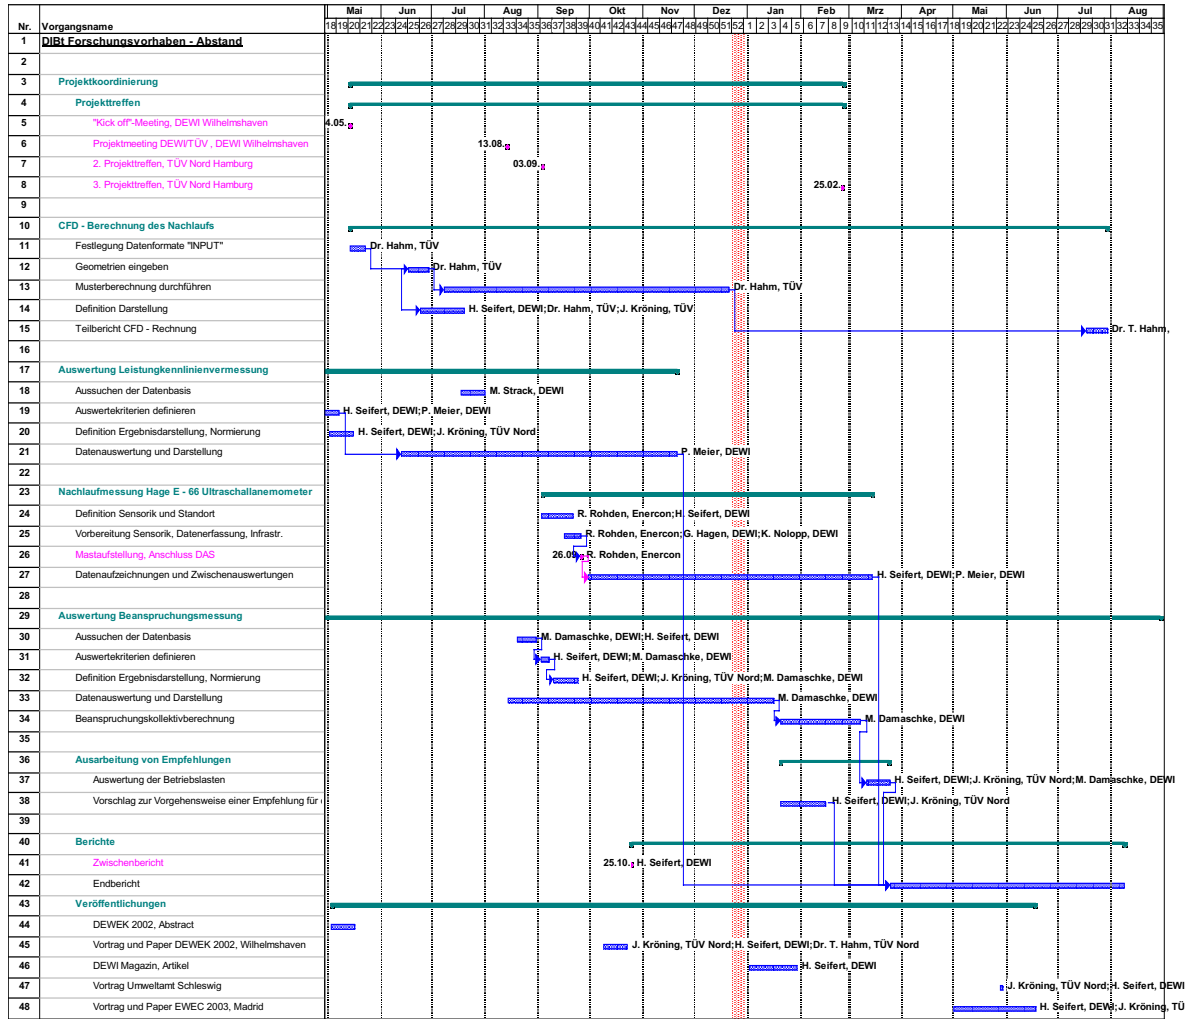 Mai Jun Jul Aug Sep Okt Nov Dez Jan Feb Mrz Apr Mai Jun Jul Aug
Nr. Vorgangsname 18 19 20 21 22 23 24 25 26 27 28 29 30 31 32 33 34 35 36 37 38 39 40 41 42 43 44 45 46 47 48 49 50 51 52 1 2 3 4 5 6 7 8 9 10 11 12 13 14 15 16 17 18 19 20 21 22 23 24 25 26 27 28 29 30 31 32 33 34 35
1 DIBt Forschungsvorhaben - Abstand
2
3 Projektkoordinierung
4 Projekttreffen
5 "Kick off"-Meeting, DEWI Wilhelmshaven 4.05.
6 Projektmeeting DEWI/TÜV , DEWI Wilhelmshaven 13.08.
7 2. Projekttreffen, TÜV Nord Hamburg 03.09.
8 3. Projekttreffen, TÜV Nord Hamburg 25.02.
9
10 CFD - Berechnung des Nachlaufs
11 Festlegung Datenformate "INPUT" Dr. Hahm, TÜV
12 Geometrien eingeben Dr. Hahm, TÜV
13 Musterberechnung durchführen Dr. Hahm, TÜV
14 Definition Darstellung H. Seifert, DEWI;Dr. Hahm, TÜV;J. Kröning, TÜV
15 Teilbericht CFD - Rechnung Dr. T. Hahm,
16
17 Auswertung Leistungkennlinienvermessung
18 Aussuchen der Datenbasis M. Strack, DEWI
19 Auswertekriterien definieren H. Seifert, DEWI;P. Meier, DEWI
20 Definition Ergebnisdarstellung, Normierung H. Seifert, DEWI;J. Kröning, TÜV Nord
21 Datenauswertung und Darstellung P. Meier, DEWI
22
23 Nachlaufmessung Hage E - 66 Ultraschallanemometer
24 Definition Sensorik und Standort R. Rohden, Enercon;H. Seifert, DEWI
25 Vorbereitung Sensorik, Datenerfassung, Infrastr. R. Rohden, Enercon;G. Hagen, DEWI;K. Nolopp, DEWI
26 Mastaufstellung, Anschluss DAS 26.09. R. Rohden, Enercon
27 Datenaufzeichnungen und Zwischenauswertungen H. Seifert, DEWI;P. Meier, DEWI
28
29 Auswertung Beanspruchungsmessung
30 Aussuchen der Datenbasis M. Damaschke, DEWI;H. Seifert, DEWI
31 Auswertekriterien definieren H. Seifert, DEWI;M. Damaschke, DEWI
32 Definition Ergebnisdarstellung, Normierung H. Seifert, DEWI;J. Kröning, TÜV Nord;M. Damaschke, DEWI
33 Datenauswertung und Darstellung M. Damaschke, DEWI
34 Beanspruchungskollektivberechnung M. Damaschke, DEWI
35
36 Ausarbeitung von Empfehlungen
37 Auswertung der Betriebslasten H. Seifert, DEWI;J. Kröning, TÜV Nord;M. Damaschke, DEWI
38 Vorschlag zur Vorgehensweise einer Empfehlung für H. Seifert, DEWI;J. Kröning, TÜV Nord
39
40 Berichte
41 Zwischenbericht 25.10. H. Seifert, DEWI
42 Endbericht
43 Veröffentlichungen
44 DEWEK 2002, Abstract
45 Vortrag und Paper DEWEK 2002, Wilhelmshaven J. Kröning, TÜV Nord;H. Seifert, DEWI;Dr. T. Hahm, TÜV Nord
46 DEWI Magazin, Artikel H. Seifert, DEWI
47 Vortrag Umweltamt Schleswig J. Kröning, TÜV Nord;H. Seifert, DEWI
48 Vortrag und Paper EWEC 2003, Madrid H. Seifert, DEWI;J. Kröning, TÜ